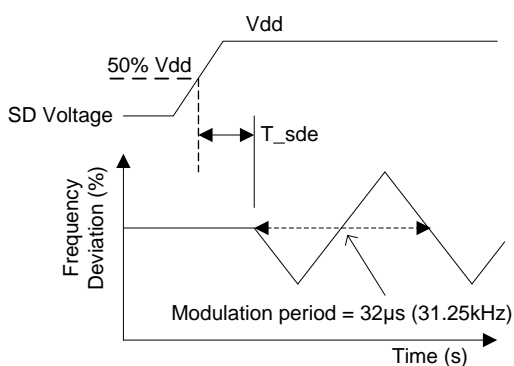 Vdd
50% Vdd
SD Voltage
T_sde
Frequency
Deviation (%)
Modulation period = 32µs (31.25kHz)
Time (s)